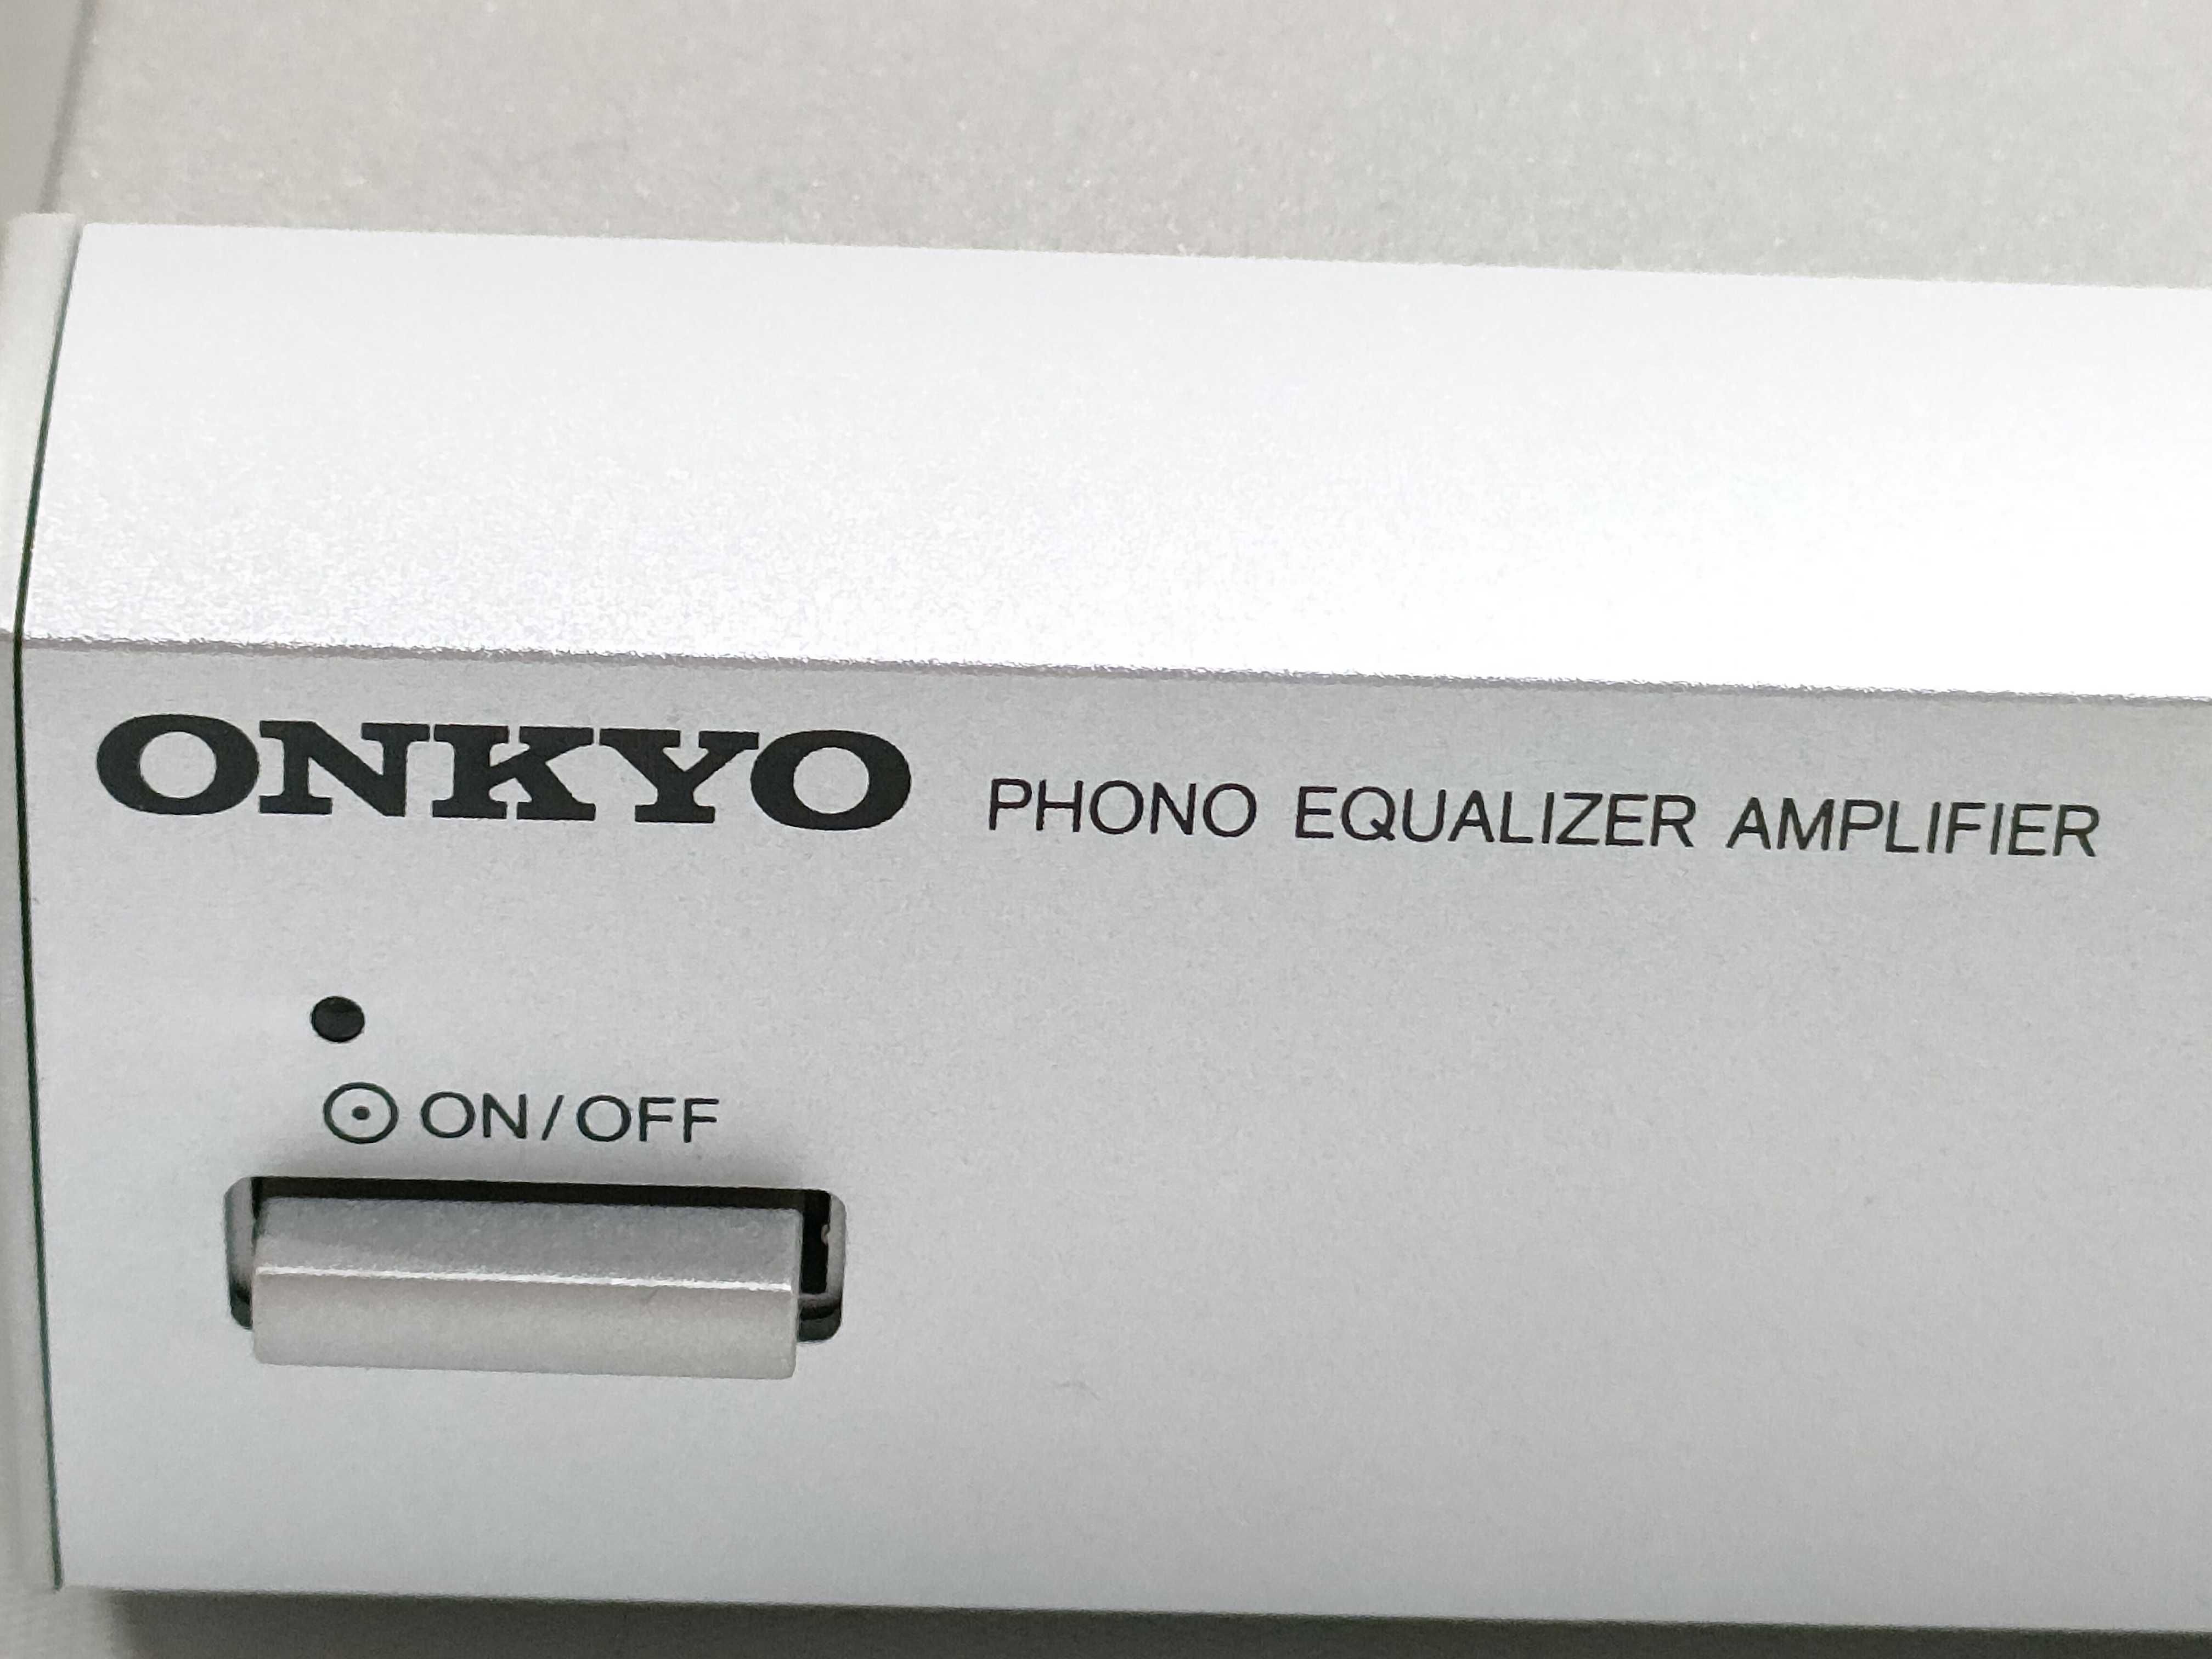 ONKYO PHONO EQUALIZER AMPLIFIER
ON/OFF